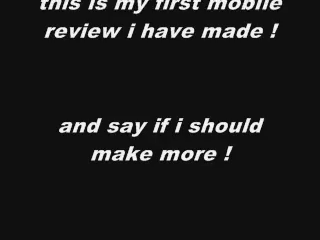 this is my first mobile
review i have made !
and say if i should
make more !